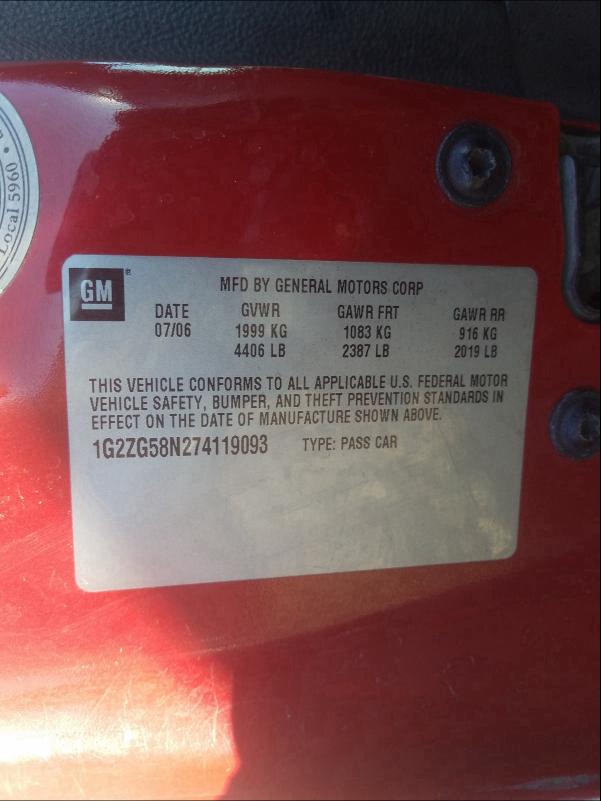 Local 5960
GM ®
MFD BY GENERAL MOTORS CORP
DATE GVWR GAWR FRT GAWR RR
07/06 1999 KG 1083 KG 916 KG
4406 LB 2387 LB 2019 LB
THIS VEHICLE CONFORMS TO ALL APPLICABLE U.S. FEDERAL MOTOR
VEHICLE SAFETY, BUMPER, AND THEFT PREVENTION STANDARDS IN
EFFECT ON THE DATE OF MANUFACTURE SHOWN ABOVE.
1G2ZG58N274119093 TYPE: PASS CAR